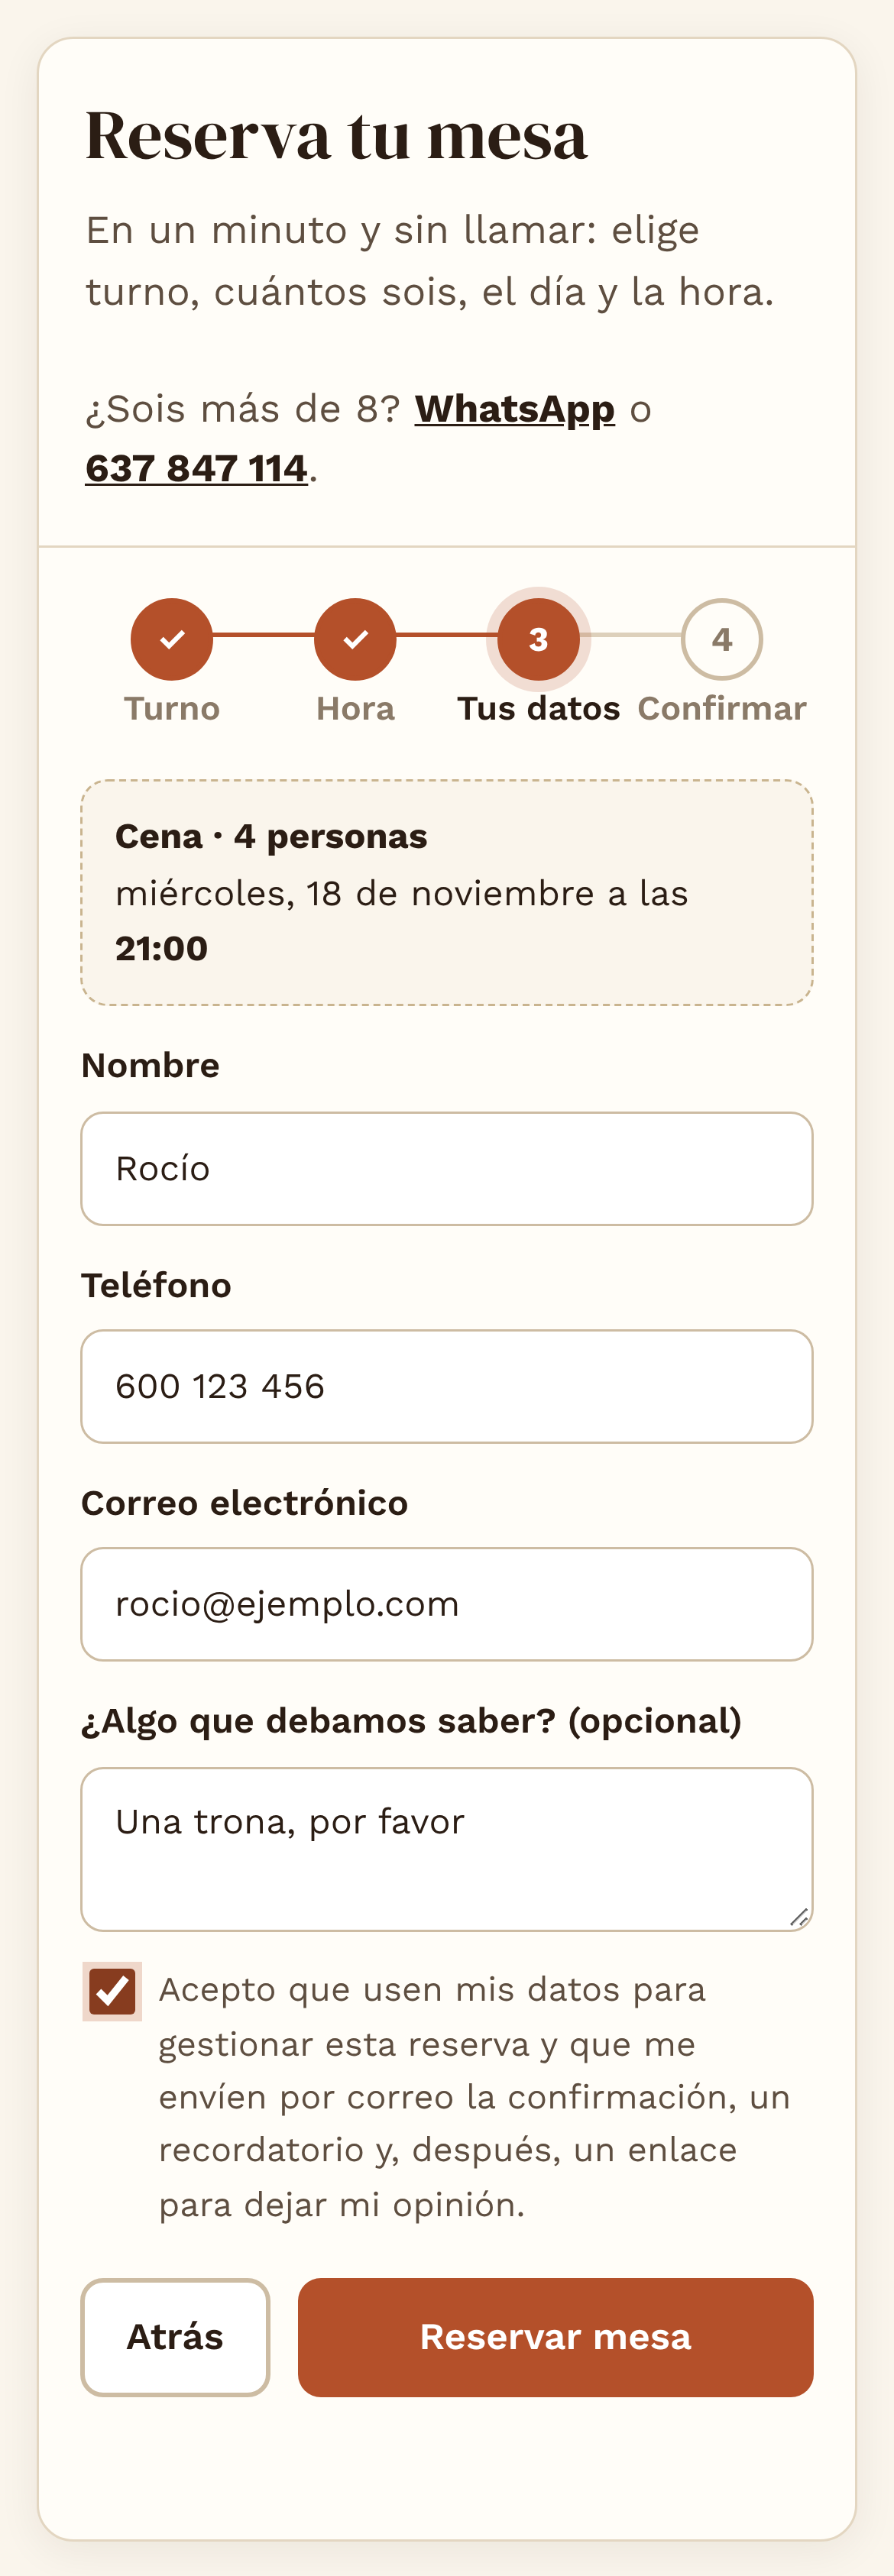 Reserva tu mesa
En un minuto y sin llamar: elige
turno, cuántos sois, el día y la hora.
¿Sois más de 8? WhatsApp o
637 847 114.
3
4
Turno
Hora
Tus datos
Confirmar
Cena · 4 personas
miércoles, 18 de noviembre a las
21:00
Nombre
Rocío
Teléfono
600 123 456
Correo electrónico
rocio@ejemplo.com
¿Algo que debamos saber? (opcional)
Una trona, por favor
Acepto que usen mis datos para
gestionar esta reserva y que me
envíen por correo la confirmación, un
recordatorio y, después, un enlace
para dejar mi opinión.
Atrás
Reservar mesa